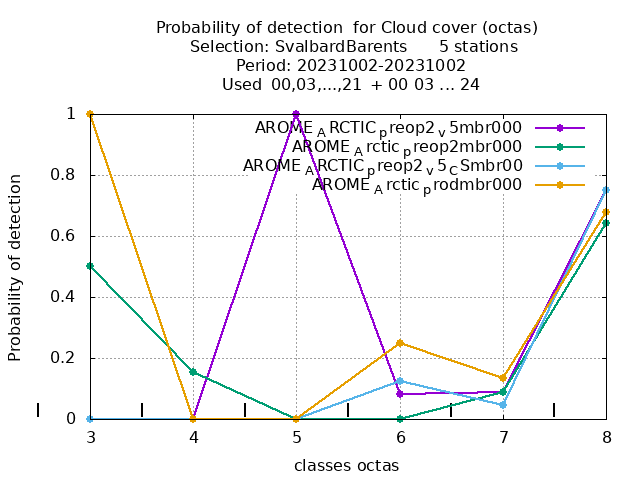 Probability of detection for Cloud cover (octas)
Selection: SvalbardBarents 5 stations
Period: 20231002-20231002
Used 00,03,...,21 + 00 03 ... 24
AROME_ARCTIC_preop2_v5mbr000
AROME_Arctic_preop2mbr000
AROME_ARCTIC_preop2_v5_CSmbr00
AROME_Arctic_prodmbr000
Probability of detection
1
0.8
0.6
0.4
0.2
0
3 4 5 6 7 8
classes octas